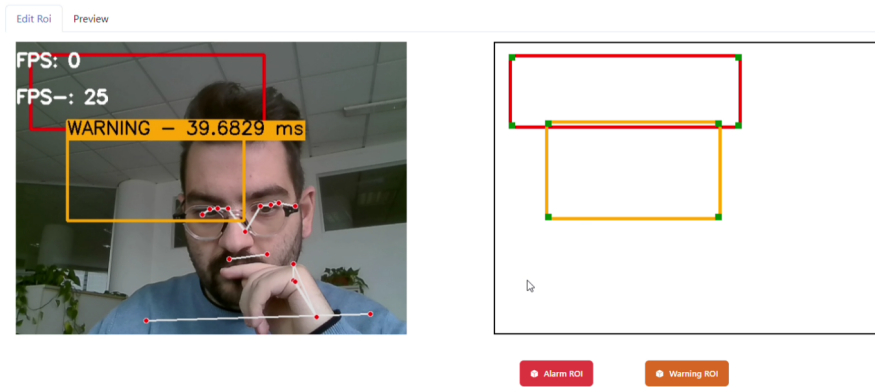 Edit Roi Preview
FPS: 0
FPS-: 25
WARNING - 39.6829 ms
Alarm ROI
Warning ROI